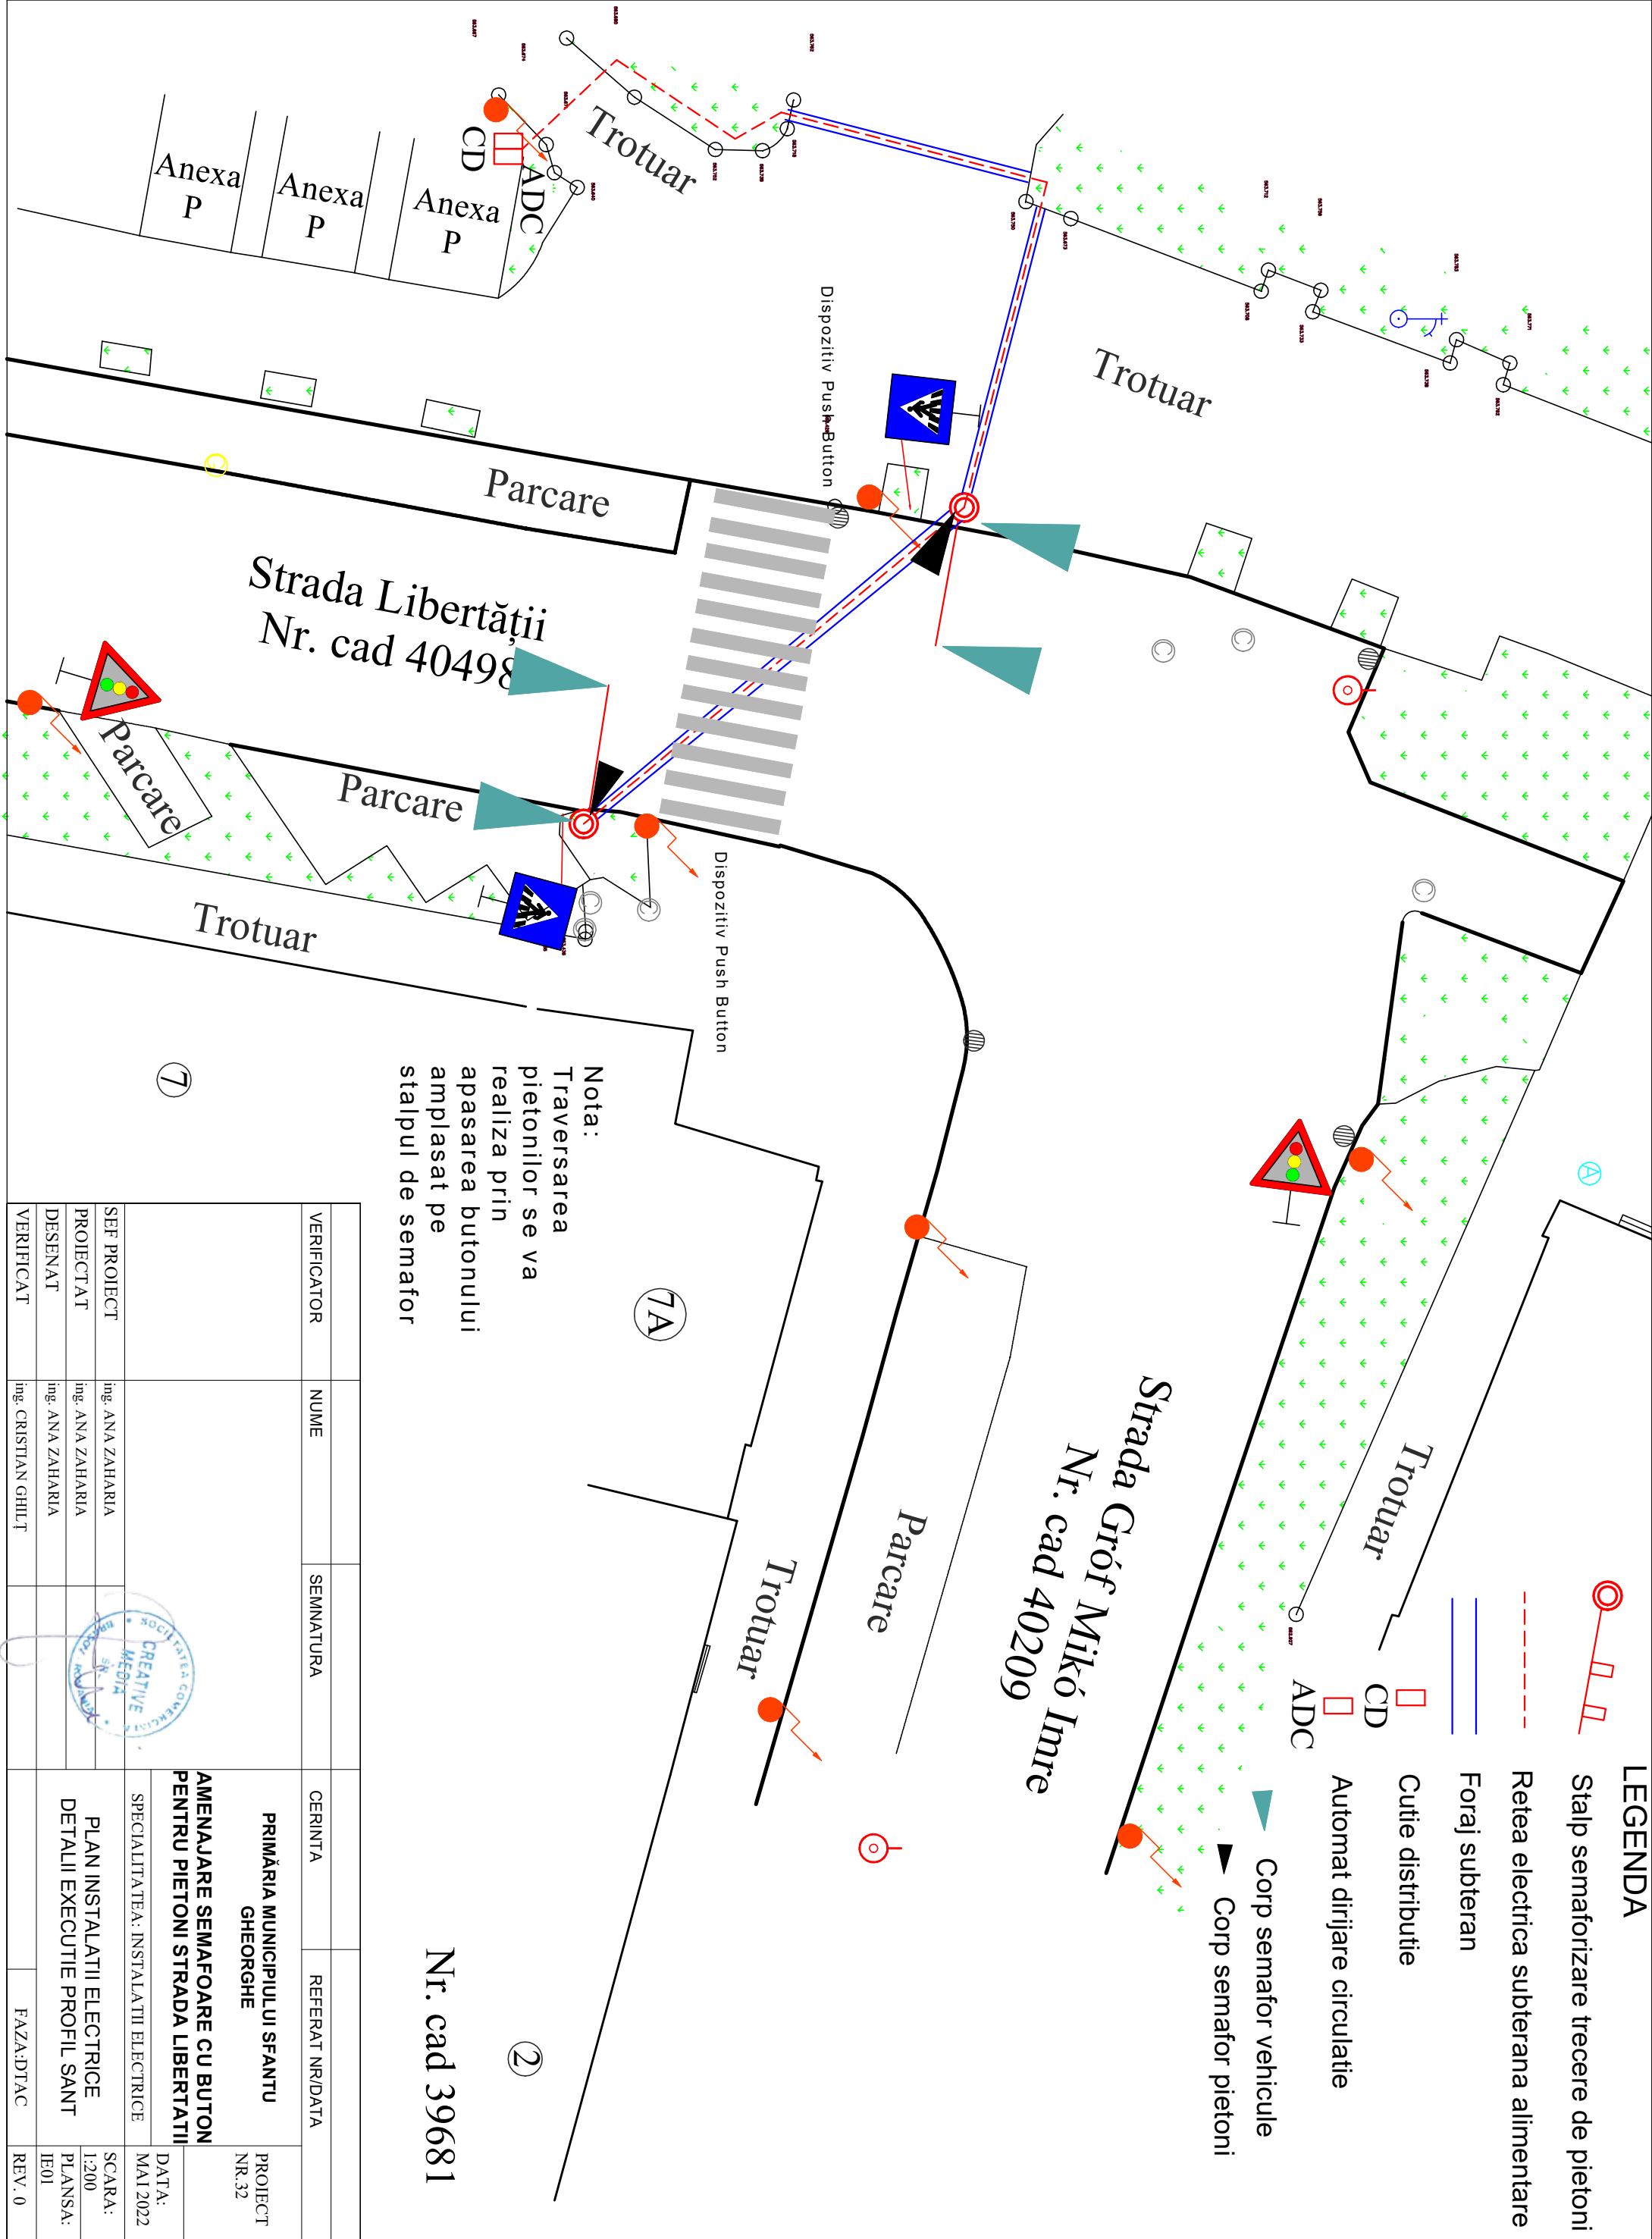 LEGENDA
Stalp semaforizare trecere de pietoni
Retea electrica subterana alimentare
Foraj subteran
CD
Cutie distributie
ADC
Automat dirijare circulatie
Corp semafor vehicule
Corp semafor pietoni
Trotuar
Trotuar
CD
ADC
Anexa
P
Anexa
P
Anexa
P
Dispozitiv Push Button
Parcare
Strada Libertății
Nr. cad 40498
Parcare
Parcare
Trotuar
Dispozitiv Push Button
C
C
C
C
C
A
Trotuar
Strada Gróf Mikó Imre
Nr. cad 40209
Parcare
Trotuar
7
7A
2
Nr. cad 39681
Nota:
Traversarea
pietonilor se va
realiza prin
apasarea butonului
amplasat pe
stalpul de semafor
VERIFICATOR NUME SEMNATURA CERINTA REFERAT NR/DATA
PRIMĂRIA MUNICIPIULUI SFANTU
GHEORGHE
PROIECT
NR.32
AMENAJARE SEMAFOARE CU BUTON
PENTRU PIETONI STRADA LIBERTATII
DATA:
MAI 2022
SPECIALITATEA: INSTALATII ELECTRICE
SEF PROIECT ing. ANA ZAHARIA
PROIECTAT ing. ANA ZAHARIA
DESENAT ing. ANA ZAHARIA
VERIFICAT ing. CRISTIAN GHILT
PLAN INSTALATII ELECTRICE
DETALII EXECUTIE PROFIL SANT
SCARA:
1:200
PLANSA:
IE01
FAZA:DTAC
REV. 0
SOCIETATEA COMERCIALA
CREATIVE
MEDIA
SRL
BRASOV ROMANIA